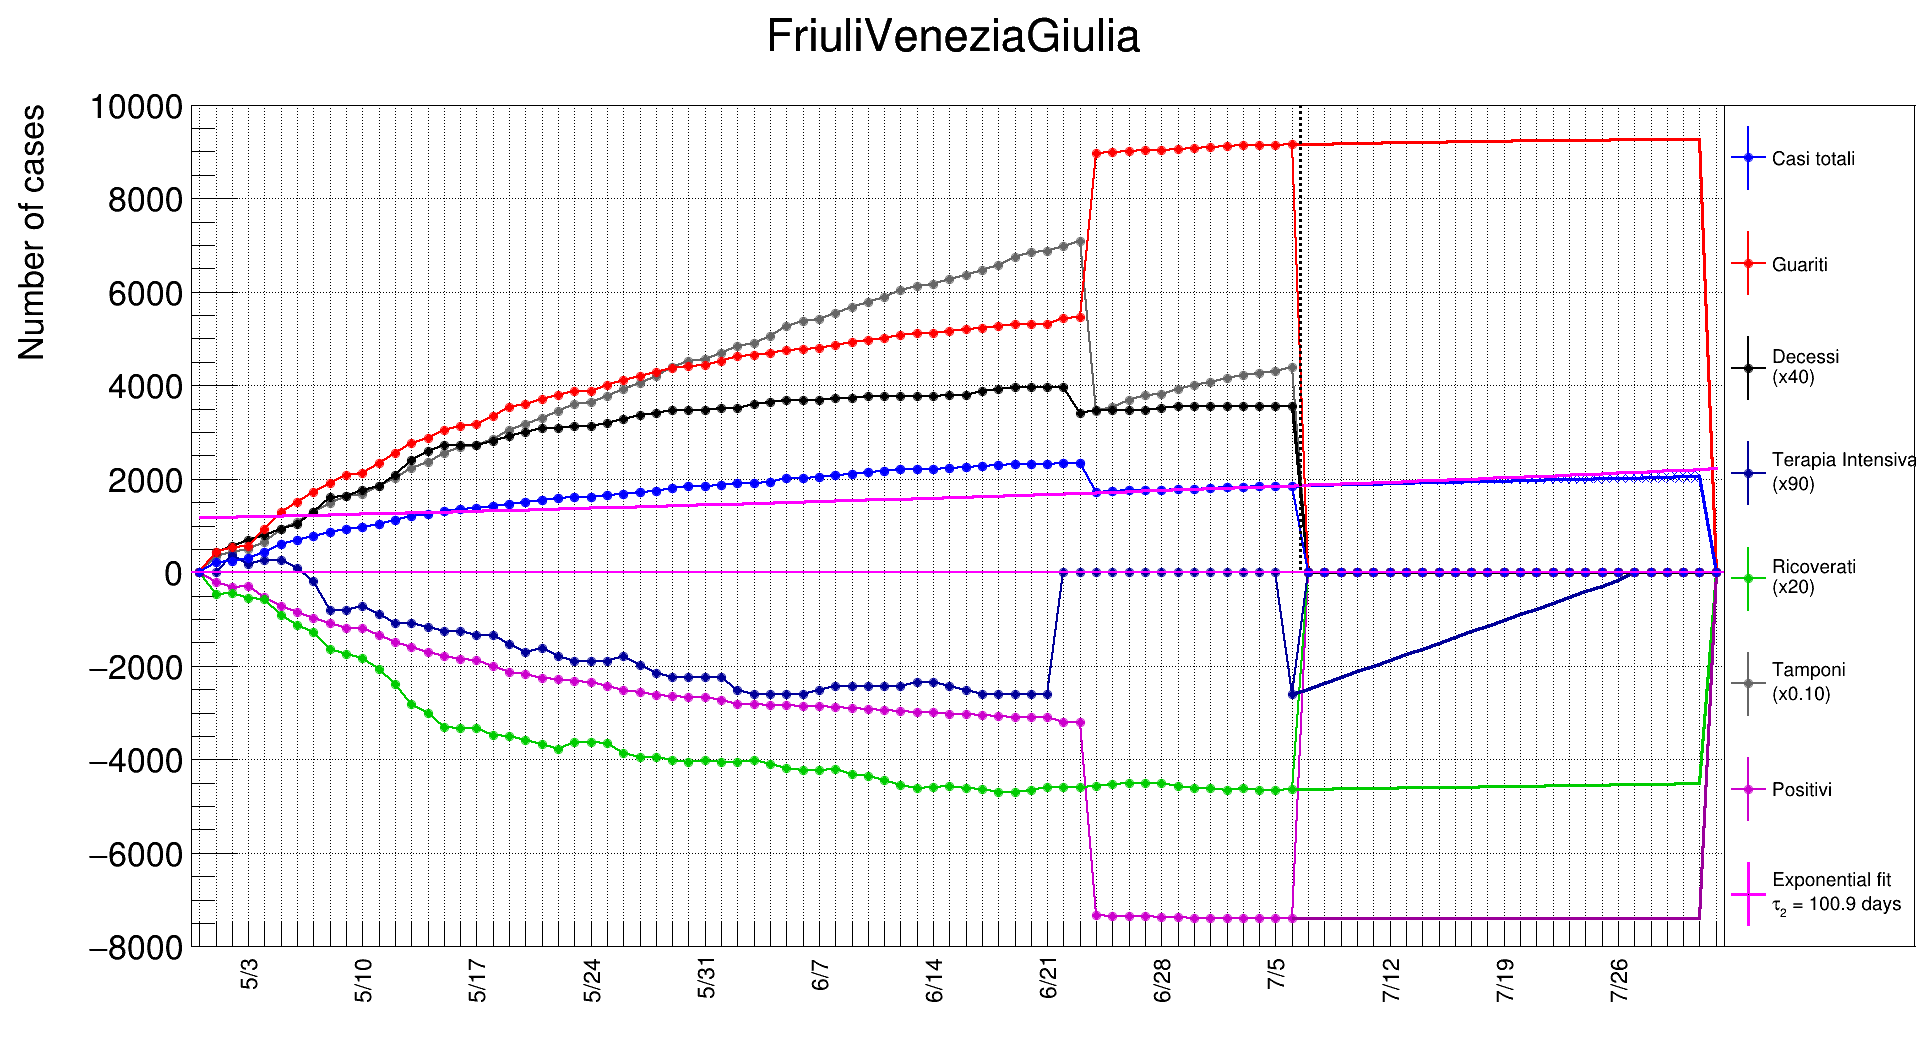 FriuliVeneziaGiulia
Number of cases
10000
8000
6000
4000
2000
0
−2000
−4000
−6000
−8000
5/3
5/10
5/17
5/24
5/31
6/7
6/14
6/21
6/28
7/5
7/12
7/19
7/26
Casi totali
Guariti
Decessi
(x40)
Terapia Intensiva
(x90)
Ricoverati
(x20)
Tamponi
(x0.10)
Positivi
Exponential fit
τ2 = 100.9 days